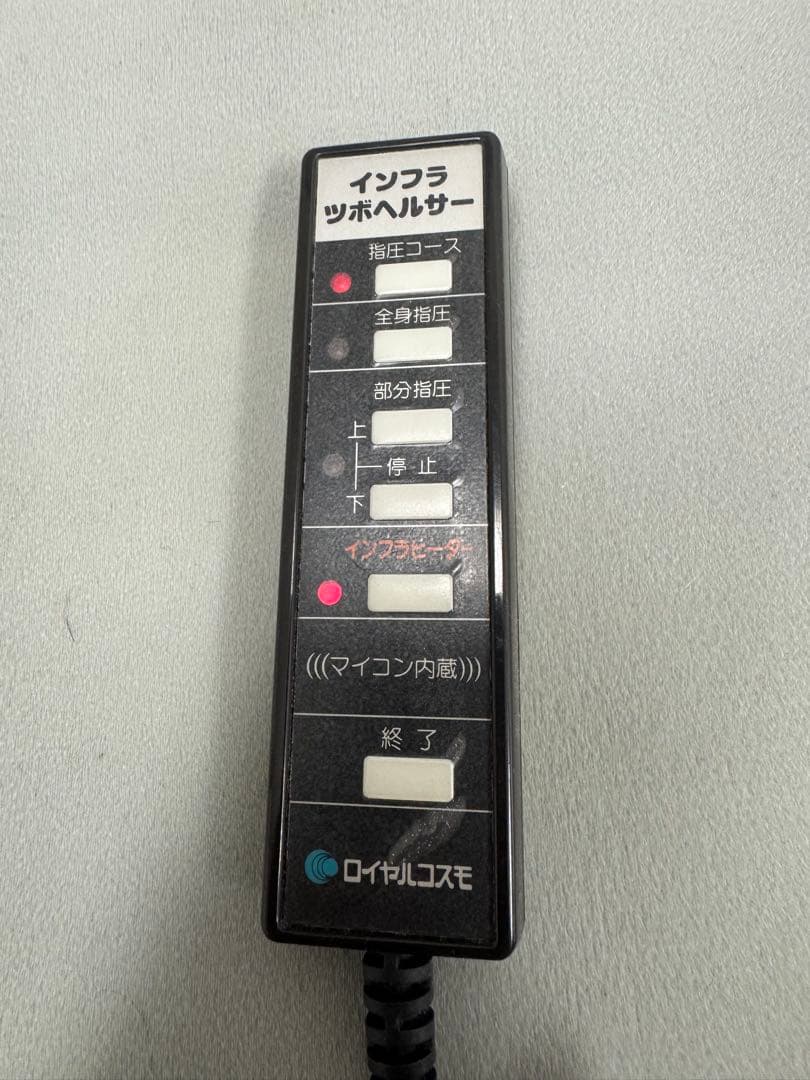 インフラ
ツボヘルサー
指圧コース
全身指圧
部分指圧
上
停止
下
インフラヒーター
(((マイコン内蔵)))
終了
ロイヤルコスモ